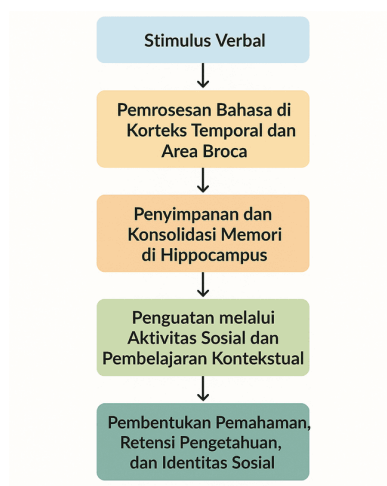 Stimulus Verbal
Pemrosesan Bahasa di
Korteks Temporal dan
Area Broca
Penyimpanan dan
Konsolidasi Memori
di Hippocampus
Penguatan melalui
Aktivitas Sosial dan
Pembelajaran Kontekstual
Pembentukan Pemahaman,
Retensi Pengetahuan,
dan Identitas Sosial